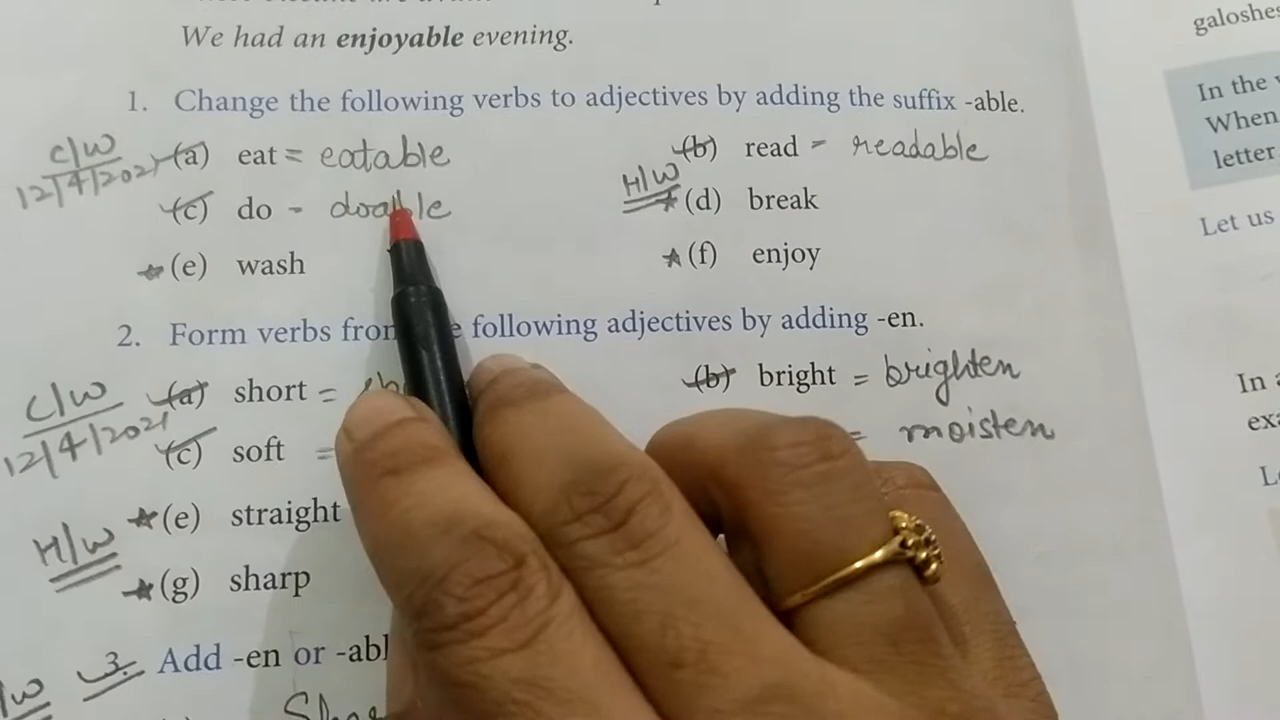 We had an enjoyable evening.
1. Change the following verbs to adjectives by adding the suffix -able.
C/W
12/4/2021
(a) eat = eatable
(b) read - readable
(c) do - doable
H/W
(d) break
(e) wash
(f) enjoy
2. Form verbs from following adjectives by adding -en.
C/W
12/4/2021
(a) short =
(b) bright = brighten
(c) soft =
= moisten
H/W
(e) straight
(g) sharp
3. Add -en or
galoshes
In the
When
letter
Let us
In